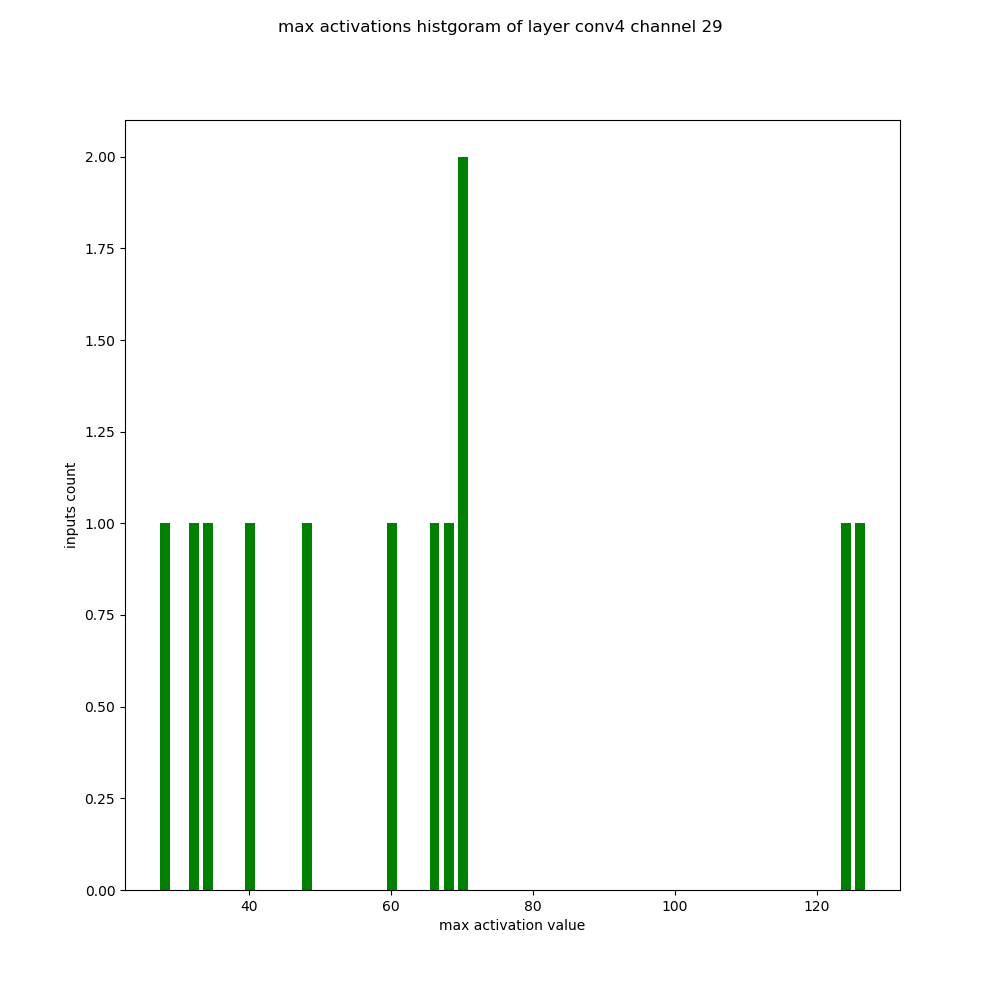 max activations histgoram of layer conv4 channel 29
2.00
1.75
1.50
1.25
1.00
0.75
0.50
0.25
0.00
inputs count
40 60 80 100 120
max activation value